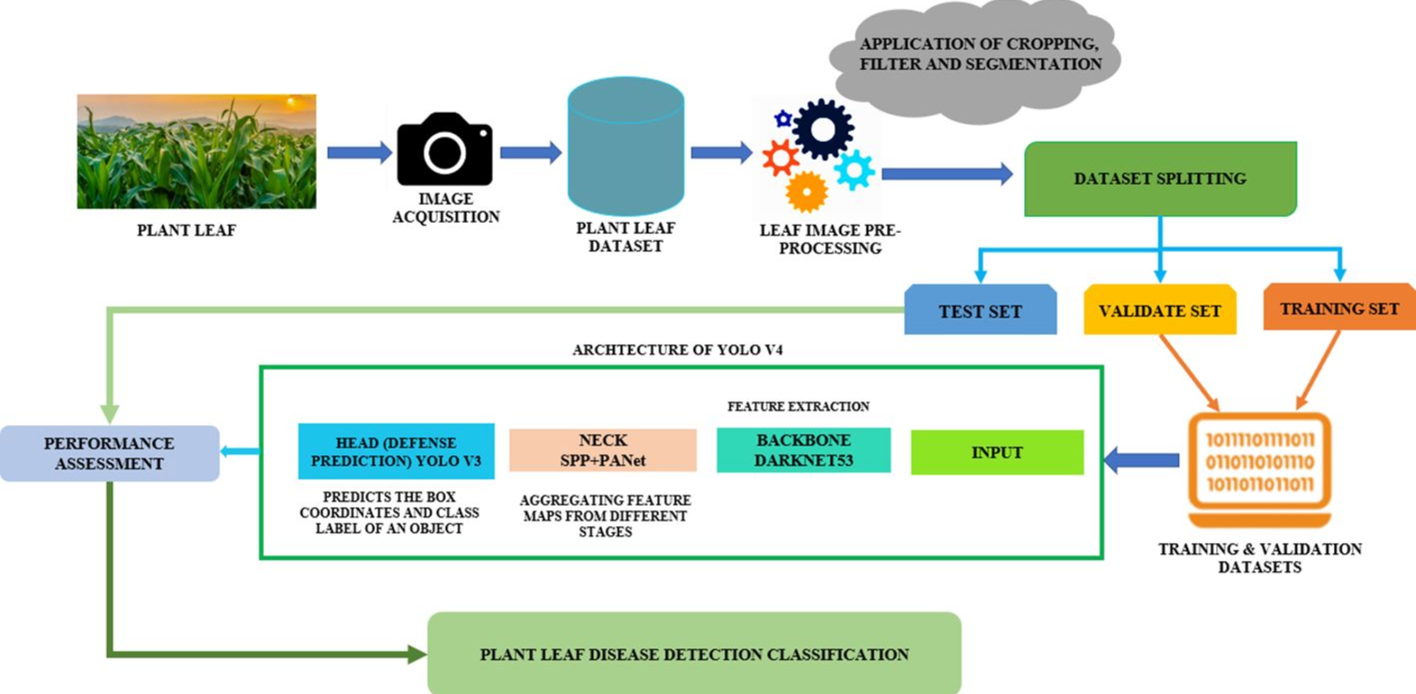 APPLICATION OF CROPPING,
FILTER AND SEGMENTATION
PLANT LEAF
IMAGE
ACQUISITION
PLANT LEAF
DATASET
LEAF IMAGE PRE-
PROCESSING
DATASET SPLITTING
TEST SET
VALIDATE SET
TRAINING SET
ARCHTECTURE OF YOLO V4
FEATURE EXTRACTION
PERFORMANCE
ASSESSMENT
HEAD (DEFENSE
PREDICTION) YOLO V3
PREDICTS THE BOX
COORDINATES AND CLASS
LABEL OF AN OBJECT
NECK
SPP+PANet
AGGREGATING FEATURE
MAPS FROM DIFFERENT
STAGES
BACKBONE
DARKNET53
INPUT
10111101111011
0110110101110
1011011011011
TRAINING & VALIDATION
DATASETS
PLANT LEAF DISEASE DETECTION CLASSIFICATION